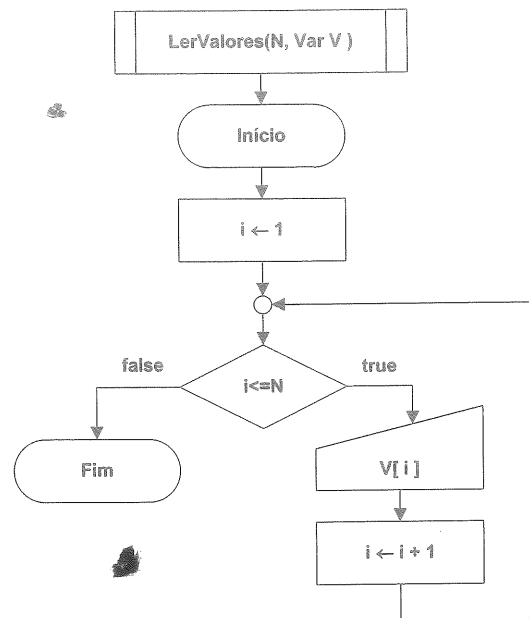 LerValores(N, Var V )
Início
i ← 1
false
true
i<=N
V[ i ]
Fim
i ← i + 1